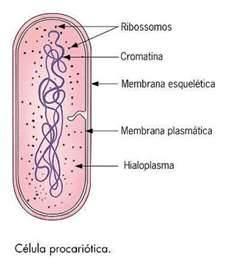 Ribossomos
Cromatina
Membrana esquelética
Membrana plasmática
Hialoplasma
Célula procariótica.